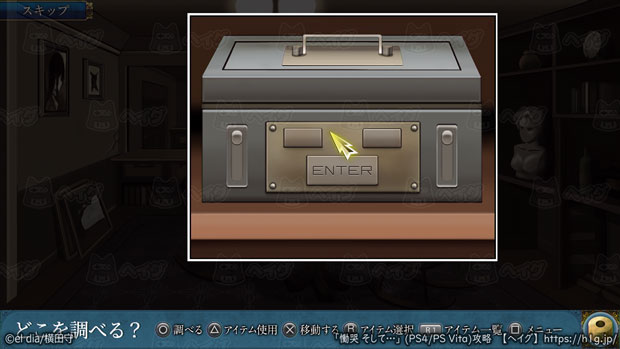 スキップ
ENTER
どこを調べる?
調べる アイテム使用 移動する アイテム選択 R1 アイテム一覧 メニュー
©el dia/横田守
『慟哭 そして…』(PS4/PS Vita)攻略 - 【ヘイグ】https://h1g.jp/